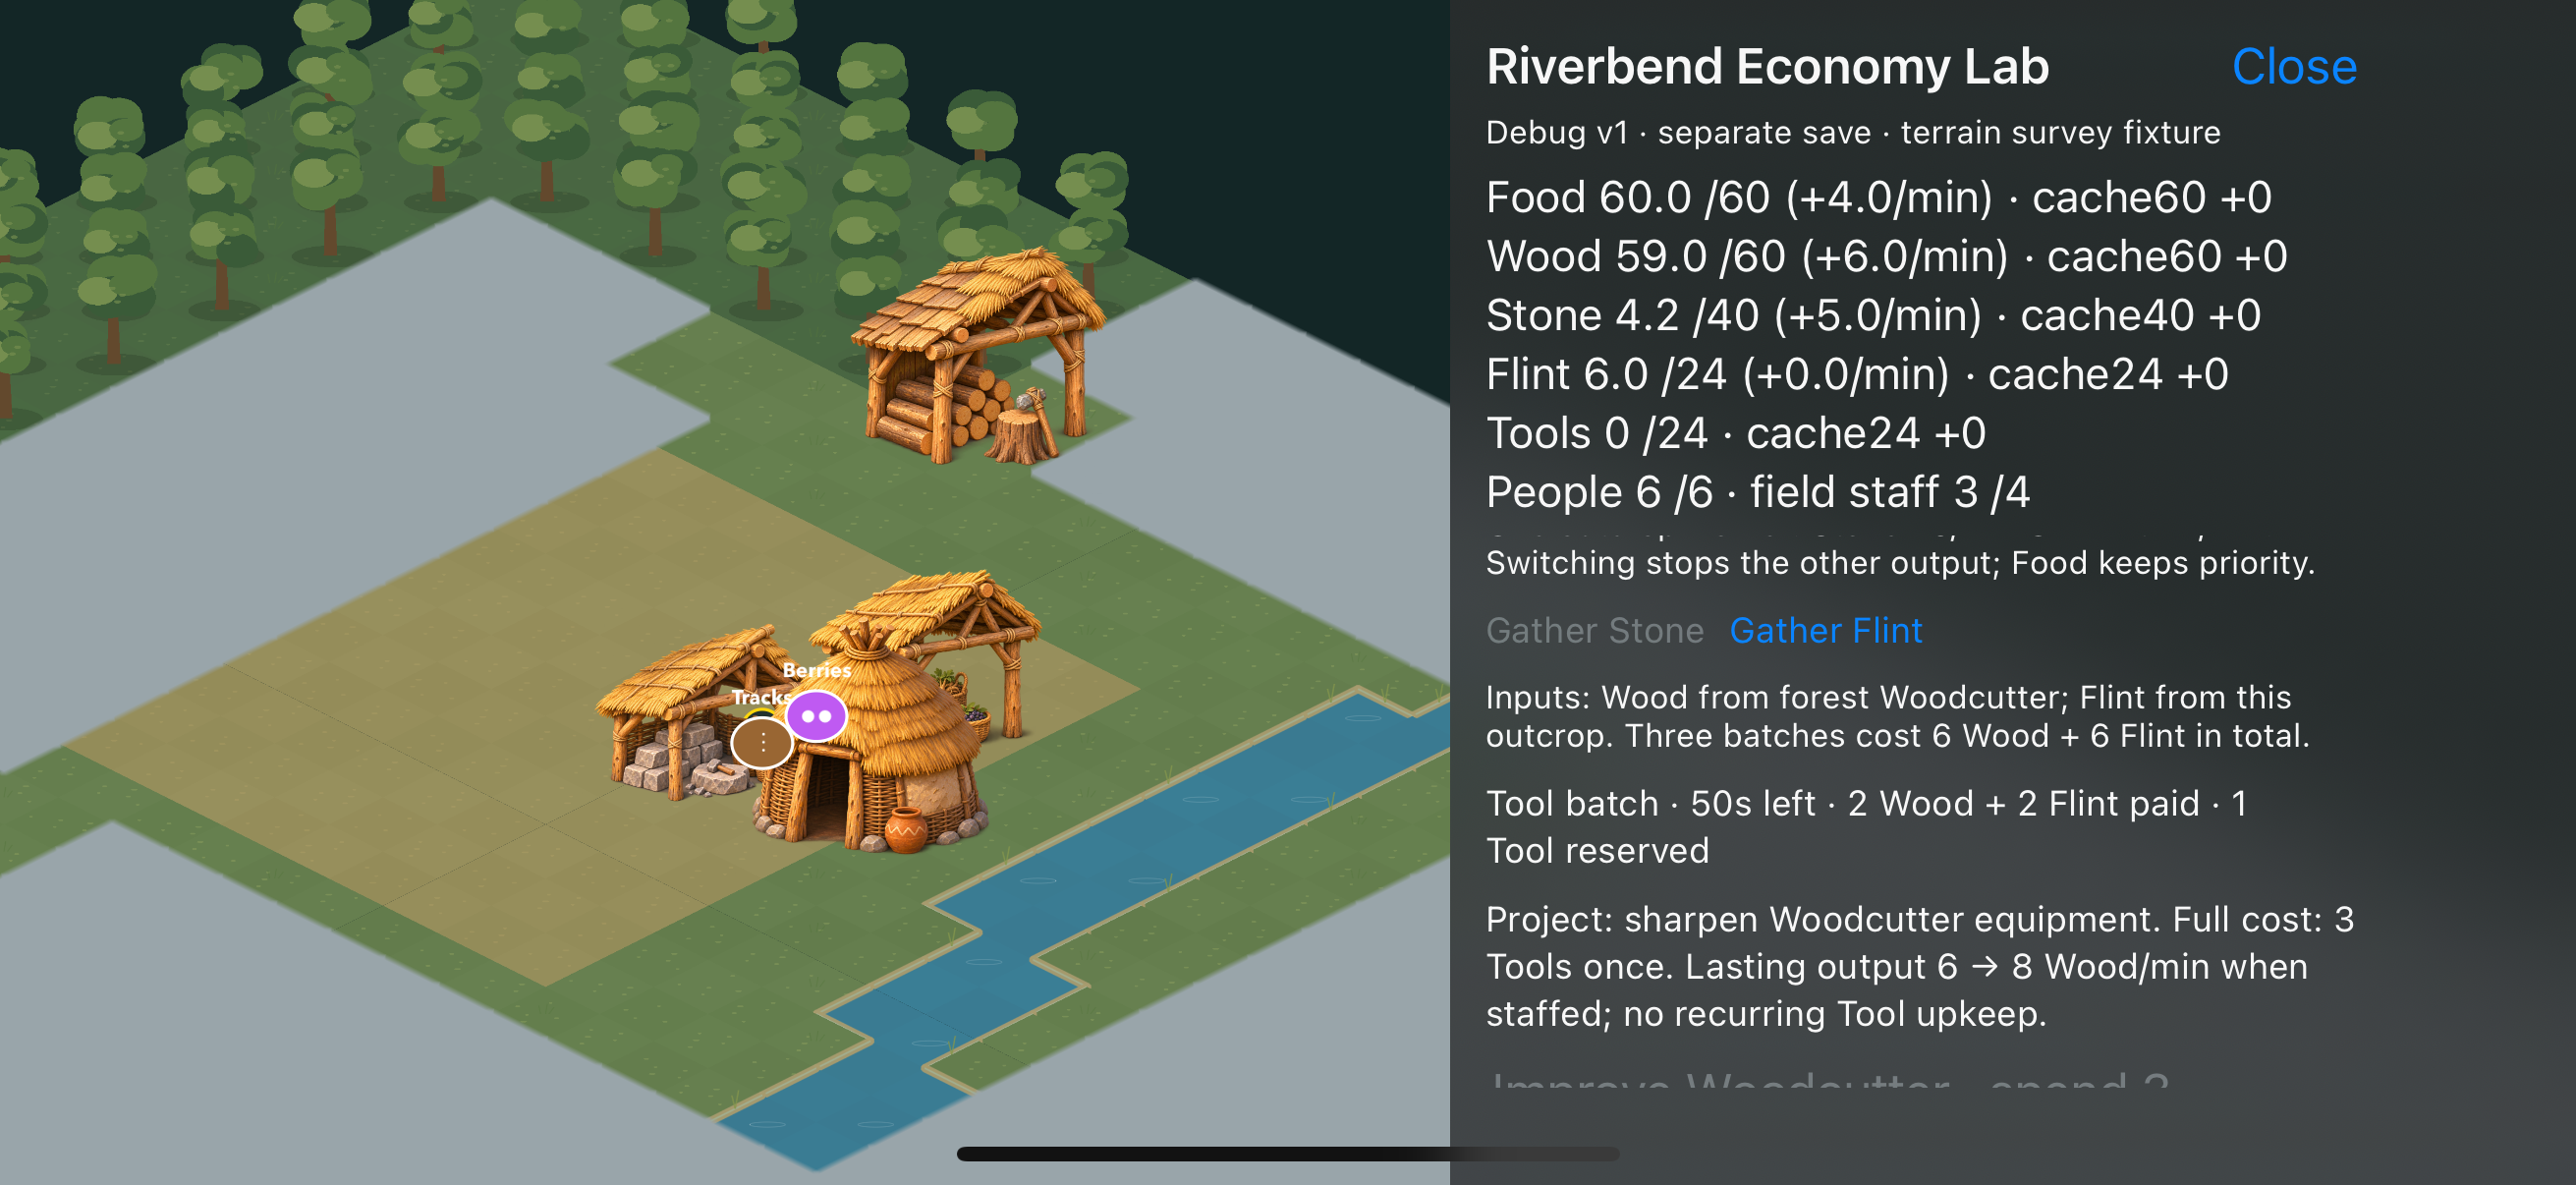 Riverbend Economy Lab
Close
Debug v1 · separate save · terrain survey fixture
Food 60.0 /60 (+4.0/min) · cache60 +0
Wood 59.0 /60 (+6.0/min) · cache60 +0
Stone 4.2 /40 (+5.0/min) · cache40 +0
Flint 6.0 /24 (+0.0/min) · cache24 +0
Tools 0 /24 · cache24 +0
People 6 /6 · field staff 3 /4
Switching stops the other output; Food keeps priority.
Gather Stone Gather Flint
Inputs: Wood from forest Woodcutter; Flint from this
outcrop. Three batches cost 6 Wood + 6 Flint in total.
Tool batch · 50s left · 2 Wood + 2 Flint paid · 1
Tool reserved
Project: sharpen Woodcutter equipment. Full cost: 3
Tools once. Lasting output 6 → 8 Wood/min when
staffed; no recurring Tool upkeep.
Improve Woodcutter · spend
Berries
Tracks